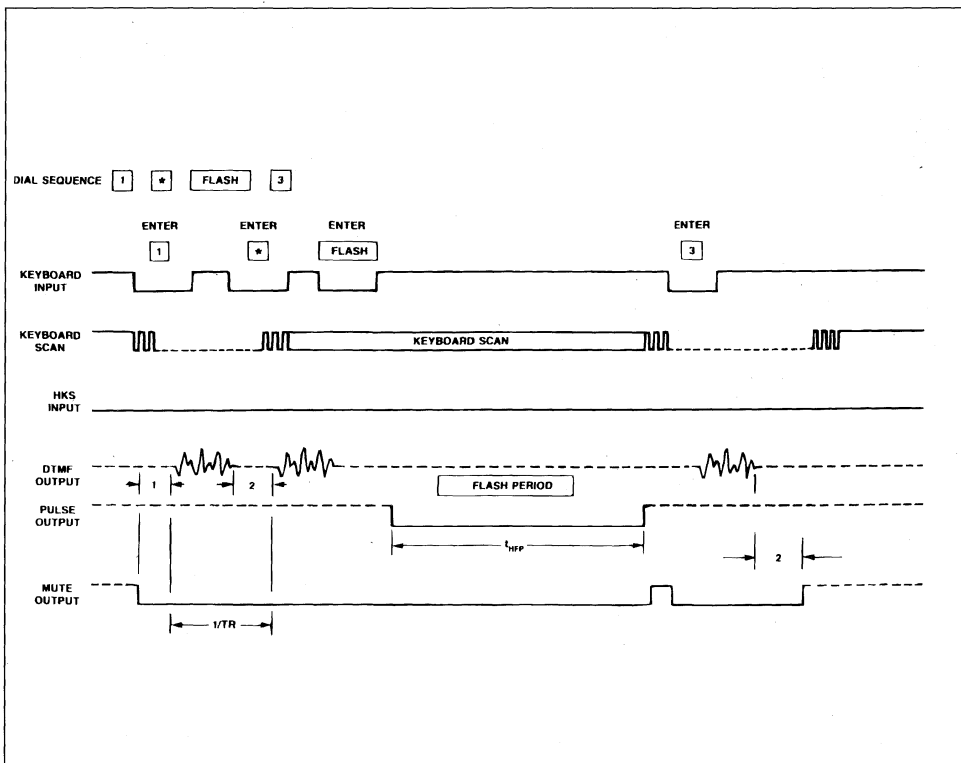 DIAL SEQUENCE 1 * FLASH 3
ENTER ENTER ENTER ENTER
1 * FLASH 3
KEYBOARD
INPUT
KEYBOARD
SCAN
KEYBOARD SCAN
HKS
INPUT
DTMF
OUTPUT
1 2
FLASH PERIOD
PULSE
OUTPUT
tHFP
2
MUTE
OUTPUT
1/TR